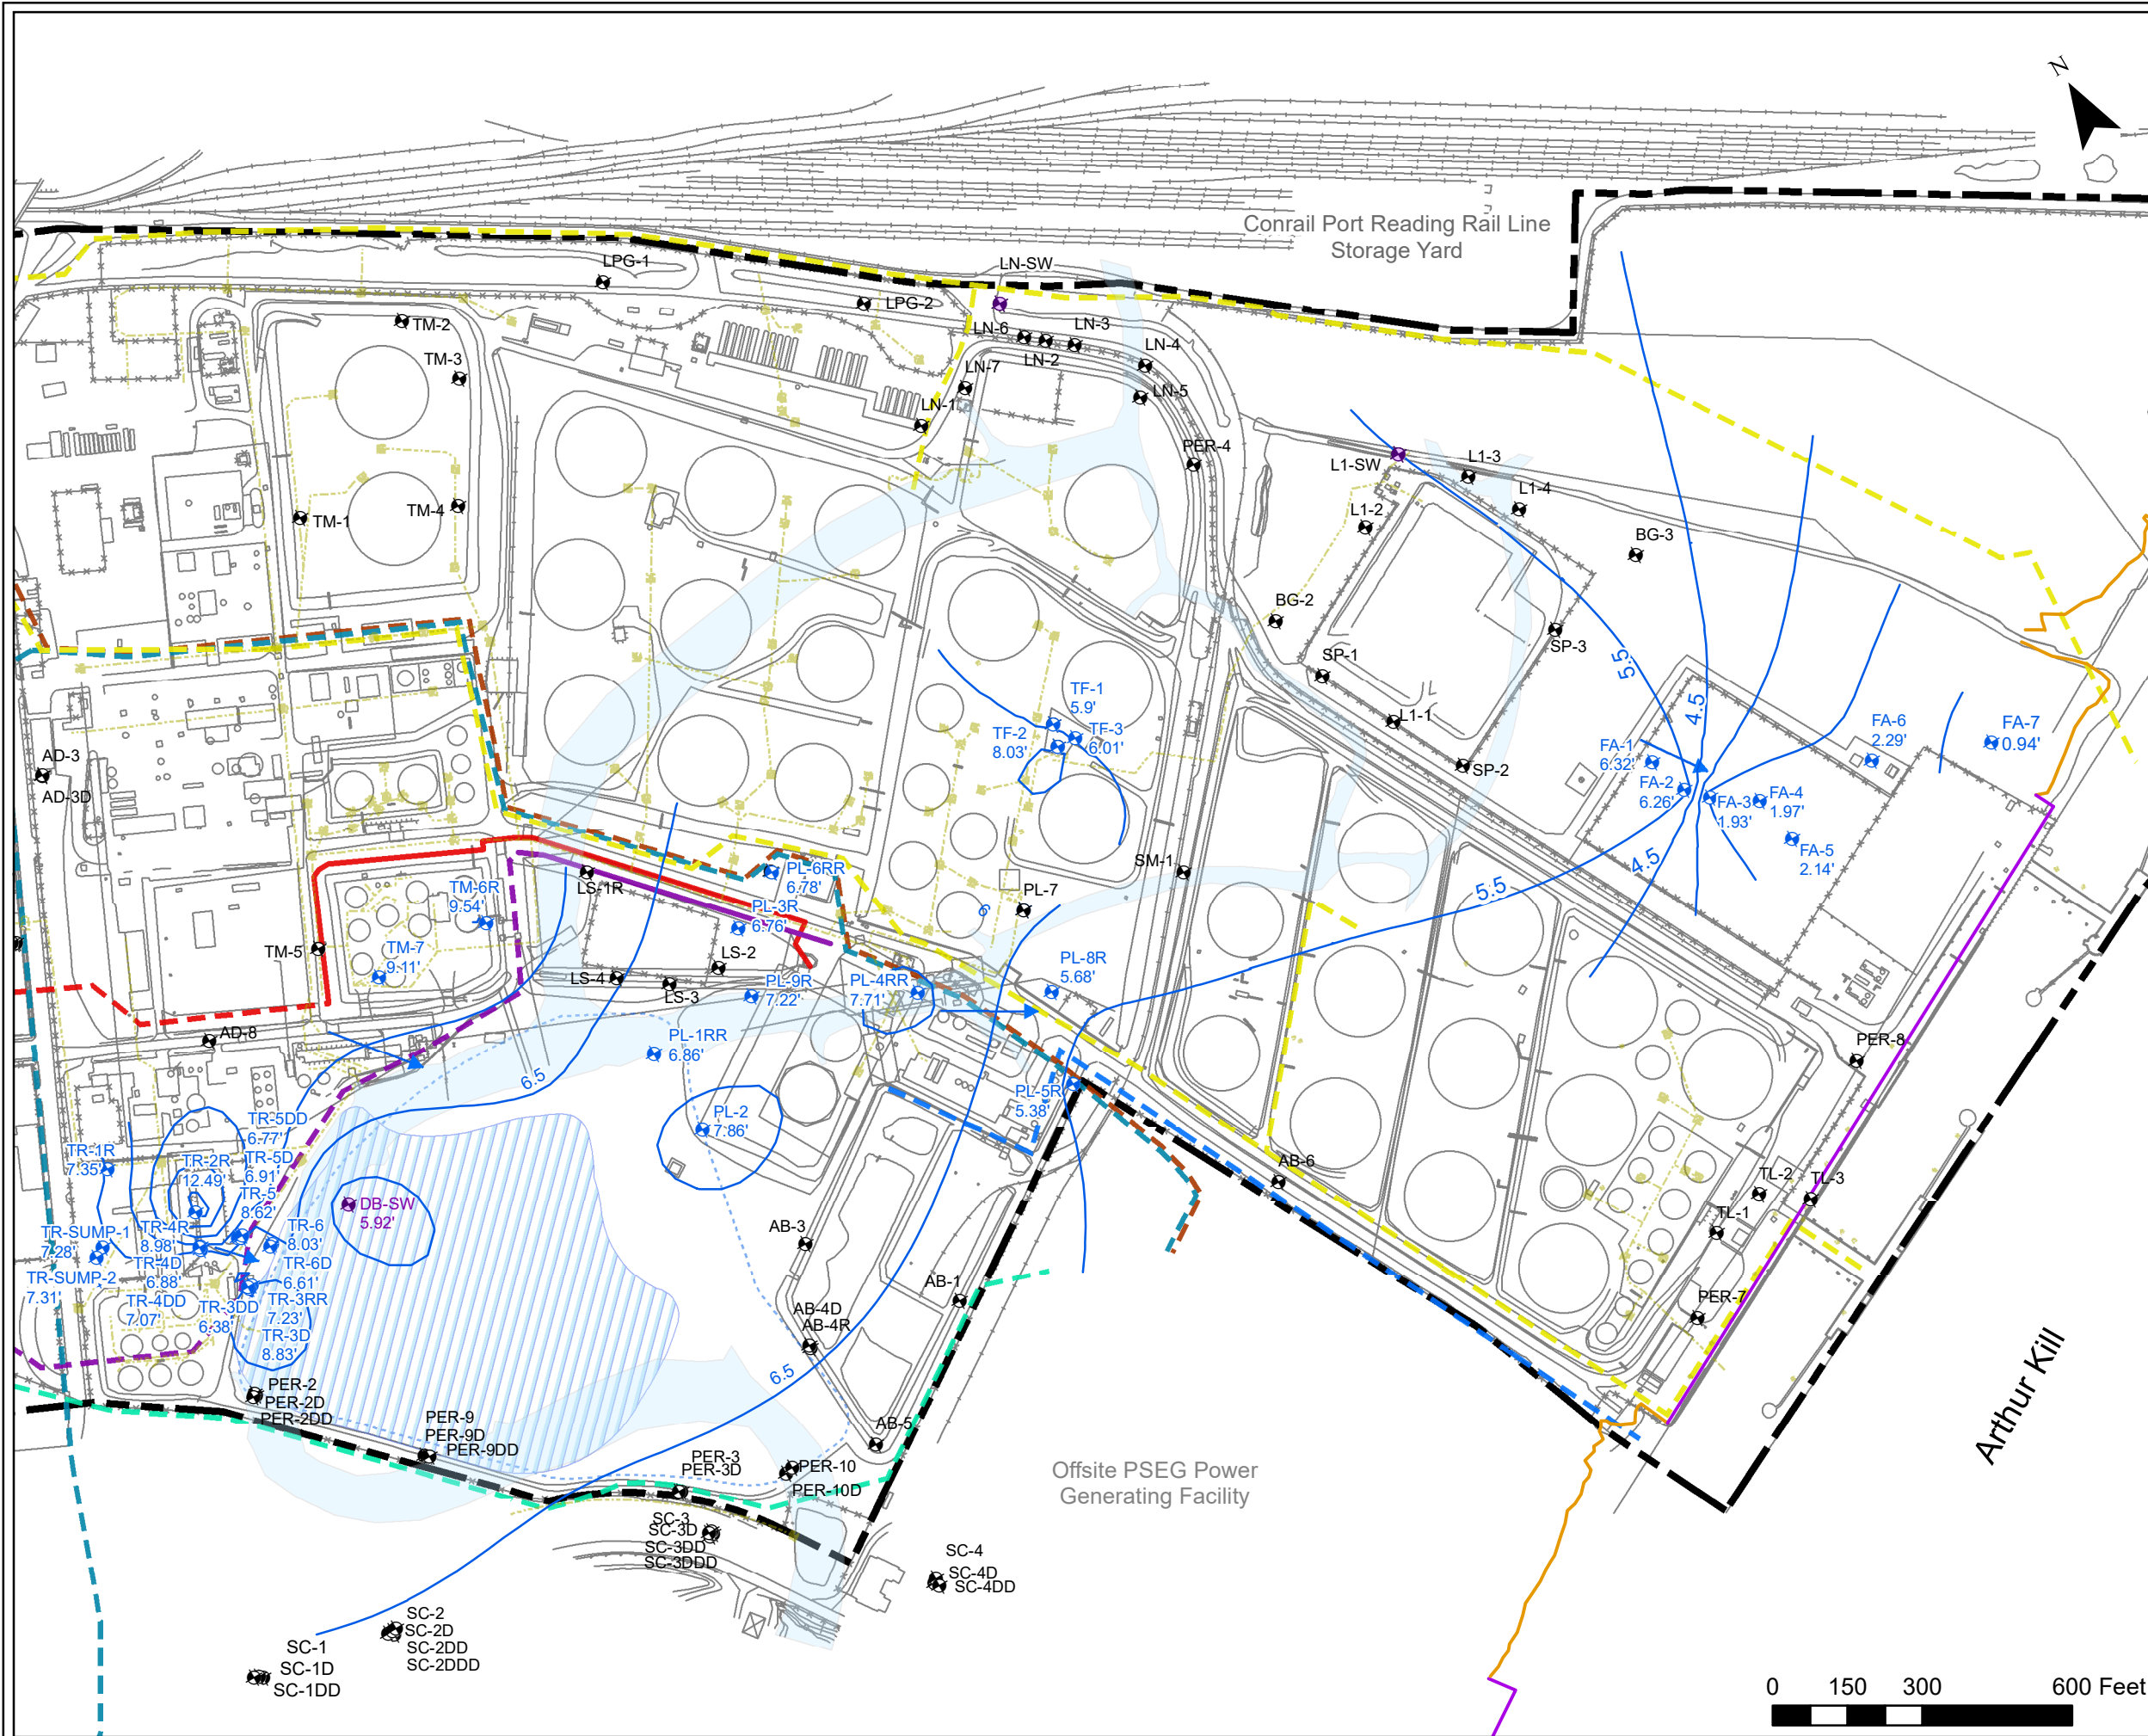 N
Conrail Port Reading Rail Line
Storage Yard
LPG-1
LPG-2
LN-SW
LN-6
LN-3
LN-2
LN-4
LN-7
LN-5
LN-1
TM-2
TM-3
TM-4
TM-1
PER-4
L1-SW
L1-3
L1-4
L1-2
BG-3
BG-2
SP-1
SP-3
L1-1
SP-2
5.5
4.5
TF-1
5.9'
TF-2
8.03'
TF-3
6.01'
FA-1
6.32'
FA-2
6.26'
FA-3
1.93'
FA-4
1.97'
FA-5
2.14'
FA-6
2.29'
FA-7
0.94'
AD-3
AD-3D
4.5
5.5
SM-1
PL-7
6
PL-6RR
6.78'
LS-1R
PL-3R
6.76'
TM-6R
9.54'
TM-7
9.11'
TM-5
LS-2
LS-4
LS-3
PL-9R
7.22'
PL-4RR
7.71'
PL-8R
5.68'
AD-8
PL-1RR
6.86'
6.5
PL-5R
5.38'
PL-2
7.86'
PER-8
TR-5DD
6.77'
TR-1R
7.35'
TR-2R
12.49'
TR-5D
6.91'
TR-5
8.62'
DB-SW
5.92'
TR-SUMP-1
7.28'
TR-4R
8.98'
TR-6
8.03'
TR-4D
6.88'
TR-6D
6.61'
TR-SUMP-2
7.31'
TR-4DD
7.07'
TR-3DD
6.38'
TR-3RR
7.23'
TR-3D
8.83'
AB-6
AB-3
AB-1
AB-4D
AB-4R
TL-2
TL-3
TL-1
PER-7
6.5
PER-2
PER-2D
PER-2DD
PER-9
PER-9D
PER-9DD
AB-5
PER-3
PER-3D
PER-10
PER-10D
Offsite PSEG Power
Generating Facility
Arthur Kill
SC-3
SC-3D
SC-3DD
SC-3DDD
SC-4
SC-4D
SC-4DD
SC-2
SC-2D
SC-2DD
SC-2DDD
SC-1
SC-1D
SC-1DD
0 150 300 600 Feet